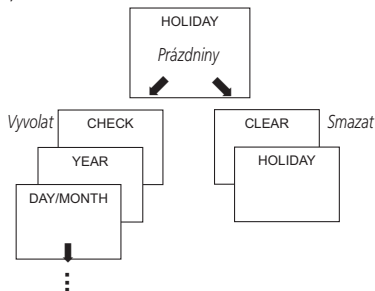 HOLIDAY
Prázdniny
Vyvolat
CHECK
YEAR
DAY/MONTH
CLEAR
Smazat
HOLIDAY